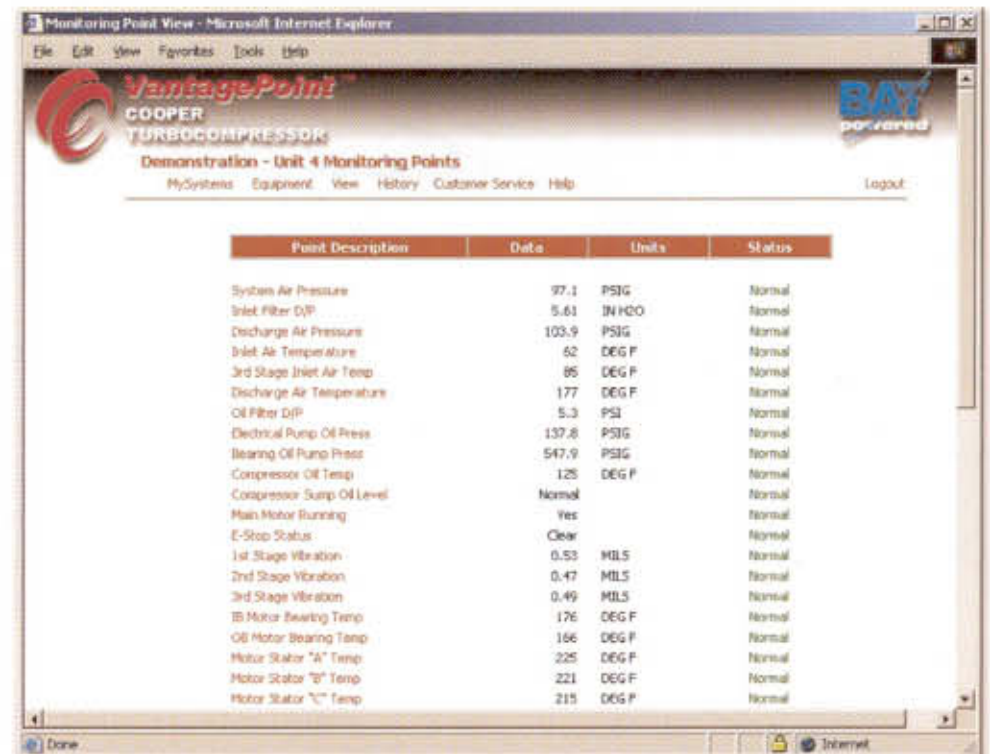 Monitoring Point View - Microsoft Internet Explorer
File Edit View Favorites Tools Help
VantagePoint™
COOPER
TURBOCOMPRESSOR
BAY
powered
Demonstration - Unit 4 Monitoring Points
MySystems Equipment View History Customer Service Help Logout
Point Description Data Units Status
System Air Pressure 97.1 PSIG Normal
Inlet Filter D/P 5.61 IN H2O Normal
Discharge Air Pressure 103.9 PSIG Normal
Inlet Air Temperature 62 DEG F Normal
3rd Stage Inlet Air Temp 85 DEG F Normal
Discharge Air Temperature 177 DEG F Normal
Oil Filter D/P 5.3 PSI Normal
Electrical Pump Oil Press 137.8 PSIG Normal
Bearing Oil Pump Press 547.9 PSIG Normal
Compressor Oil Temp 125 DEG F Normal
Compressor Sump Oil Level Normal Normal
Main Motor Running Yes Normal
E-Stop Status Clear Normal
1st Stage Vibration 0.53 MILS Normal
2nd Stage Vibration 0.47 MILS Normal
3rd Stage Vibration 0.49 MILS Normal
IB Motor Bearing Temp 176 DEG F Normal
OB Motor Bearing Temp 166 DEG F Normal
Motor Stator "A" Temp 225 DEG F Normal
Motor Stator "B" Temp 221 DEG F Normal
Motor Stator "C" Temp 215 DEG F Normal
Done Internet